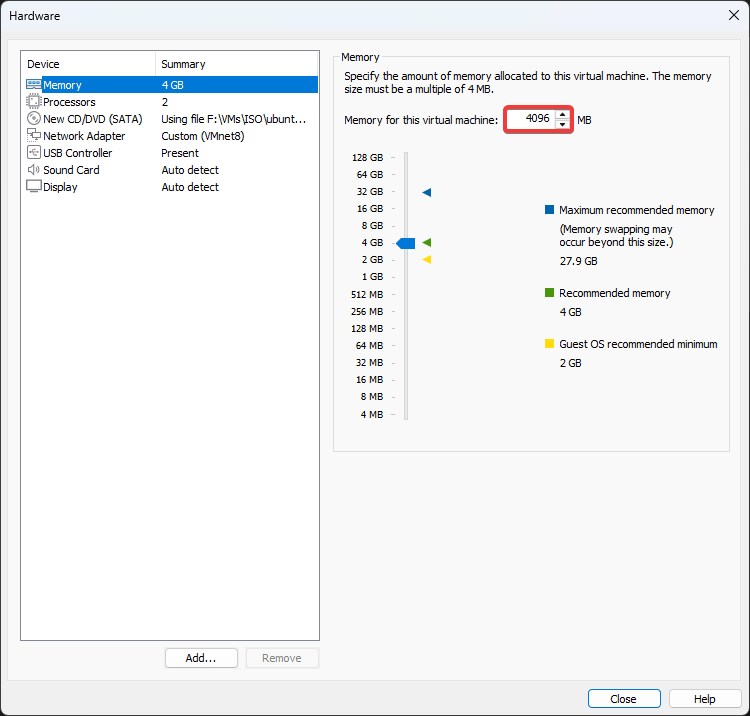 Hardware
Device Summary
Memory 4 GB
Processors 2
New CD/DVD (SATA) Using file F:\VMs\ISO\ubunt...
Network Adapter Custom (VMnet8)
USB Controller Present
Sound Card Auto detect
Display Auto detect
Add... Remove
Memory
Specify the amount of memory allocated to this virtual machine. The memory
size must be a multiple of 4 MB.
Memory for this virtual machine: 4096 MB
128 GB
64 GB
32 GB
16 GB
8 GB
4 GB
2 GB
1 GB
512 MB
256 MB
128 MB
64 MB
32 MB
16 MB
8 MB
4 MB
Maximum recommended memory
(Memory swapping may
occur beyond this size.)
27.9 GB
Recommended memory
4 GB
Guest OS recommended minimum
2 GB
Close Help